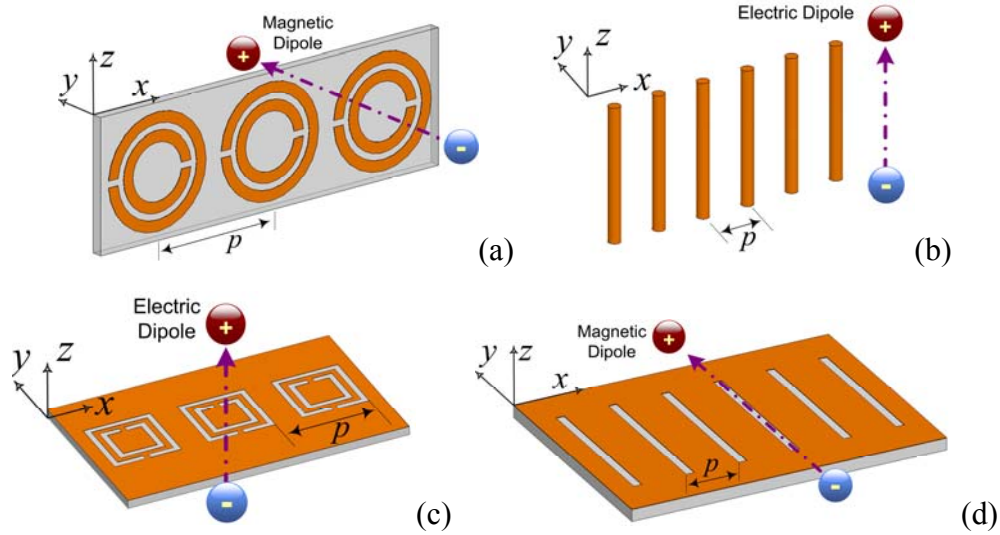 Magnetic
Dipole
+
z
y
x
-
p
(a)
Electric Dipole
+
z
y
x
-
p
(b)
Electric
Dipole
+
y
z
x
p
-
(c)
Magnetic
Dipole
+
y
z
x
p
-
(d)